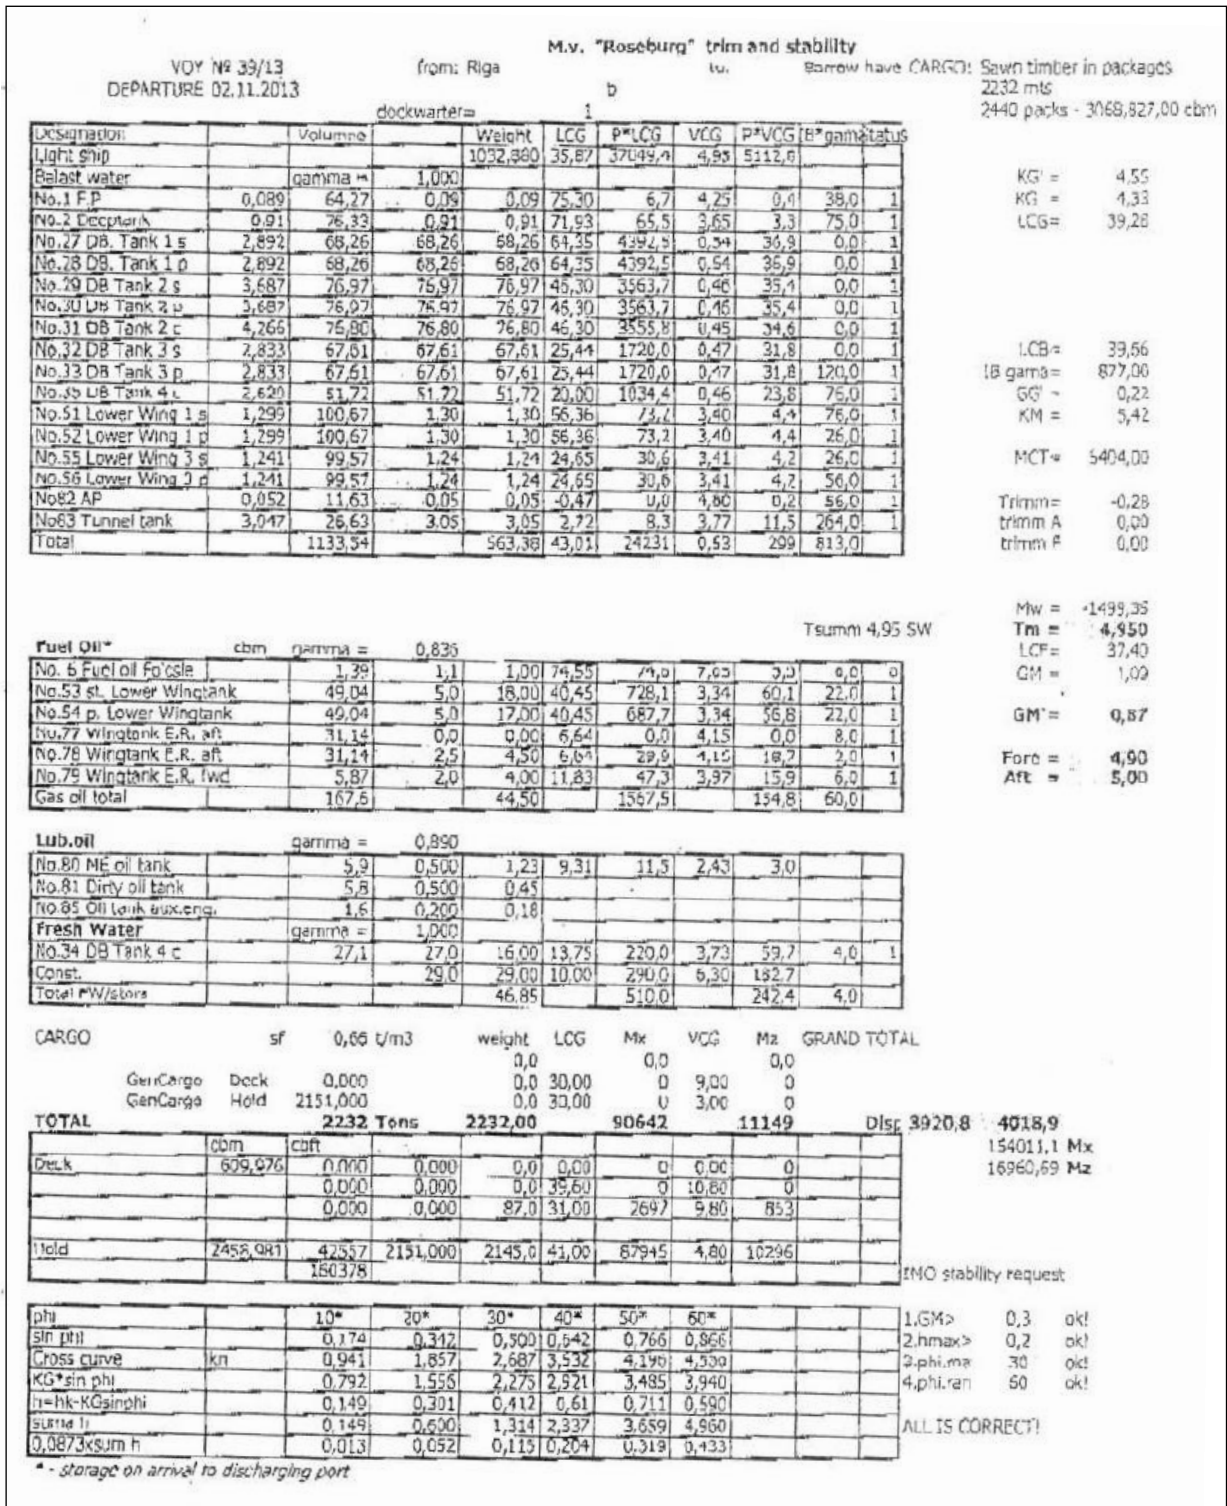 M.v. "Roseburg" trim and stability
VOY № 39/13 from: Riga to: Barrow have CARGO: Sawn timber in packages
DEPARTURE 02.11.2013 b 2232 mts
dockwarter= 1 2440 packs - 3068,827,00 cbm
Designation Volumne Weight LCG P*LCG VCG P*VCG IB*gama tatus
Light ship 1032,880 35,87 37049,4 4,95 5112,8
Balast water gamma = 1,000 KG' = 4,55
No.1 F.P 0,089 64,27 0,09 0,09 75,30 6,7 4,25 0,4 38,0 1 KG = 4,33
No.2 Deeptank 0,91 76,33 0,91 0,91 71,93 65,5 3,65 3,3 75,0 1 LCG= 39,28
No.27 DB. Tank 1 s 2,892 68,26 68,26 68,26 64,35 4392,5 0,54 36,9 0,0 1
No.28 DB. Tank 1 p 2,892 68,26 68,26 68,26 64,35 4392,5 0,54 36,9 0,0 1
No.29 DB Tank 2 s 3,687 76,97 76,97 76,97 46,30 3563,7 0,46 35,4 0,0 1
No.30 DB Tank 2 p 3,687 76,97 76,97 76,97 46,30 3563,7 0,46 35,4 0,0 1
No.31 DB Tank 2 c 4,266 76,80 76,80 76,80 46,30 3555,8 0,45 34,6 0,0 1
No.32 DB Tank 3 s 2,833 67,61 67,61 67,61 25,44 1720,0 0,47 31,8 0,0 1 LCB= 39,66
No.33 DB Tank 3 p 2,833 67,61 67,61 67,61 25,44 1720,0 0,47 31,8 120,0 1 IB gama= 877,00
No.35 DB Tank 4 c 2,620 51,72 51,72 51,72 20,00 1034,4 0,46 23,8 76,0 1 GG' = 0,22
No.51 Lower Wing 1 s 1,299 100,67 1,30 1,30 56,36 73,2 3,40 4,4 76,0 1 KM = 5,42
No.52 Lower Wing 1 p 1,299 100,67 1,30 1,30 56,36 73,2 3,40 4,4 26,0 1
No.55 Lower Wing 3 s 1,241 99,57 1,24 1,24 24,65 30,6 3,41 4,2 26,0 1 MCT= 5404,00
No.56 Lower Wing 3 p 1,241 99,57 1,24 1,24 24,65 30,6 3,41 4,2 56,0 1
No82 AP 0,052 11,63 0,05 0,05 -0,47 0,0 4,60 0,2 56,0 1 Trimm= -0,28
No83 Tunnel tank 3,047 26,63 3,05 3,05 2,72 8,3 3,77 11,5 264,0 1 trimm A 0,00
Total 1133,54 563,38 43,01 24231 0,53 299 813,0 trimm F 0,00
Mw = -1499,35
Tsumm 4,95 SW Tm = 4,950
Fuel Oil* cbm gamma = 0,835 LCF= 37,40
No. 6 Fuel oil Fo'csle 1,39 1,1 1,00 74,55 0,0 0 GM = 1,09
No.53 st. Lower Wingtank 49,04 5,0 18,00 40,45 728,1 3,34 60,1 22,0 1
No.54 p. Lower Wingtank 49,04 5,0 17,00 40,45 687,7 3,34 56,8 22,0 1 GM'= 0,87
No.77 Wingtank E.R. aft 31,14 0,0 0,00 6,64 0,0 4,15 0,0 8,0 1
No.78 Wingtank E.R. aft 31,14 2,5 4,50 6,64 29,9 4,15 18,7 2,0 1 Fore = 4,90
No.79 Wingtank E.R. fwd 5,87 2,0 4,00 11,83 47,3 3,97 15,9 6,0 1 Aft = 5,00
Gas oil total 167,6 44,50 1567,5 154,8 60,0
Lub.oil gamma = 0,890
No.80 ME oil tank 5,9 0,500 1,23 9,31 11,5 2,43 3,0
No.81 Dirty oil tank 5,8 0,500 0,45
No.85 Oil tank aux.eng. 1,6 0,200 0,18
Fresh Water gamma = 1,000
No.34 DB Tank 4 c 27,1 27,0 16,00 13,75 220,0 3,73 59,7 4,0 1
Const. 29,0 29,00 10,00 290,0 6,30 182,7
Total FW/stors 46,85 510,0 242,4 4,0
CARGO sf 0,66 t/m3 weight LCG Mx VCG Mz GRAND TOTAL
0,0 0,0 0,0
GenCargo Deck 0,000 0,0 30,00 0 9,00 0
GenCargo Hold 2151,000 0,0 30,00 0 3,00 0
TOTAL 2232 Tons 2232,00 90642 11149 Disp 3920,8 4018,9
cbm cbft 154011,1 Mx
Deck 609,976 0,000 0,000 0,0 0,00 0 0,00 0 16960,69 Mz
0,000 0,000 0,0 39,60 0 10,80 0
0,000 0,000 87,0 31,00 2697 9,80 853
Hold 2458,981 42557 2151,000 2145,0 41,00 87945 4,80 10296
160378 IMO stability request
phi 10* 20* 30* 40* 50* 60* 1.GM> 0,3 ok!
sin phi 0,174 0,342 0,500 0,642 0,766 0,866 2.hmax> 0,2 ok!
Cross curve kn 0,941 1,857 2,687 3,532 4,196 4,530 3.phi.ma 30 ok!
KG*sin phi 0,792 1,556 2,275 2,921 3,485 3,940 4.phi.ran 60 ok!
h=hk-KGsinphi 0,149 0,301 0,412 0,61 0,711 0,590
suma h 0,149 0,600 1,314 2,337 3,659 4,960 ALL IS CORRECT!
0,0873xsum h 0,013 0,052 0,115 0,204 0,319 0,433
* - storage on arrival to discharging port